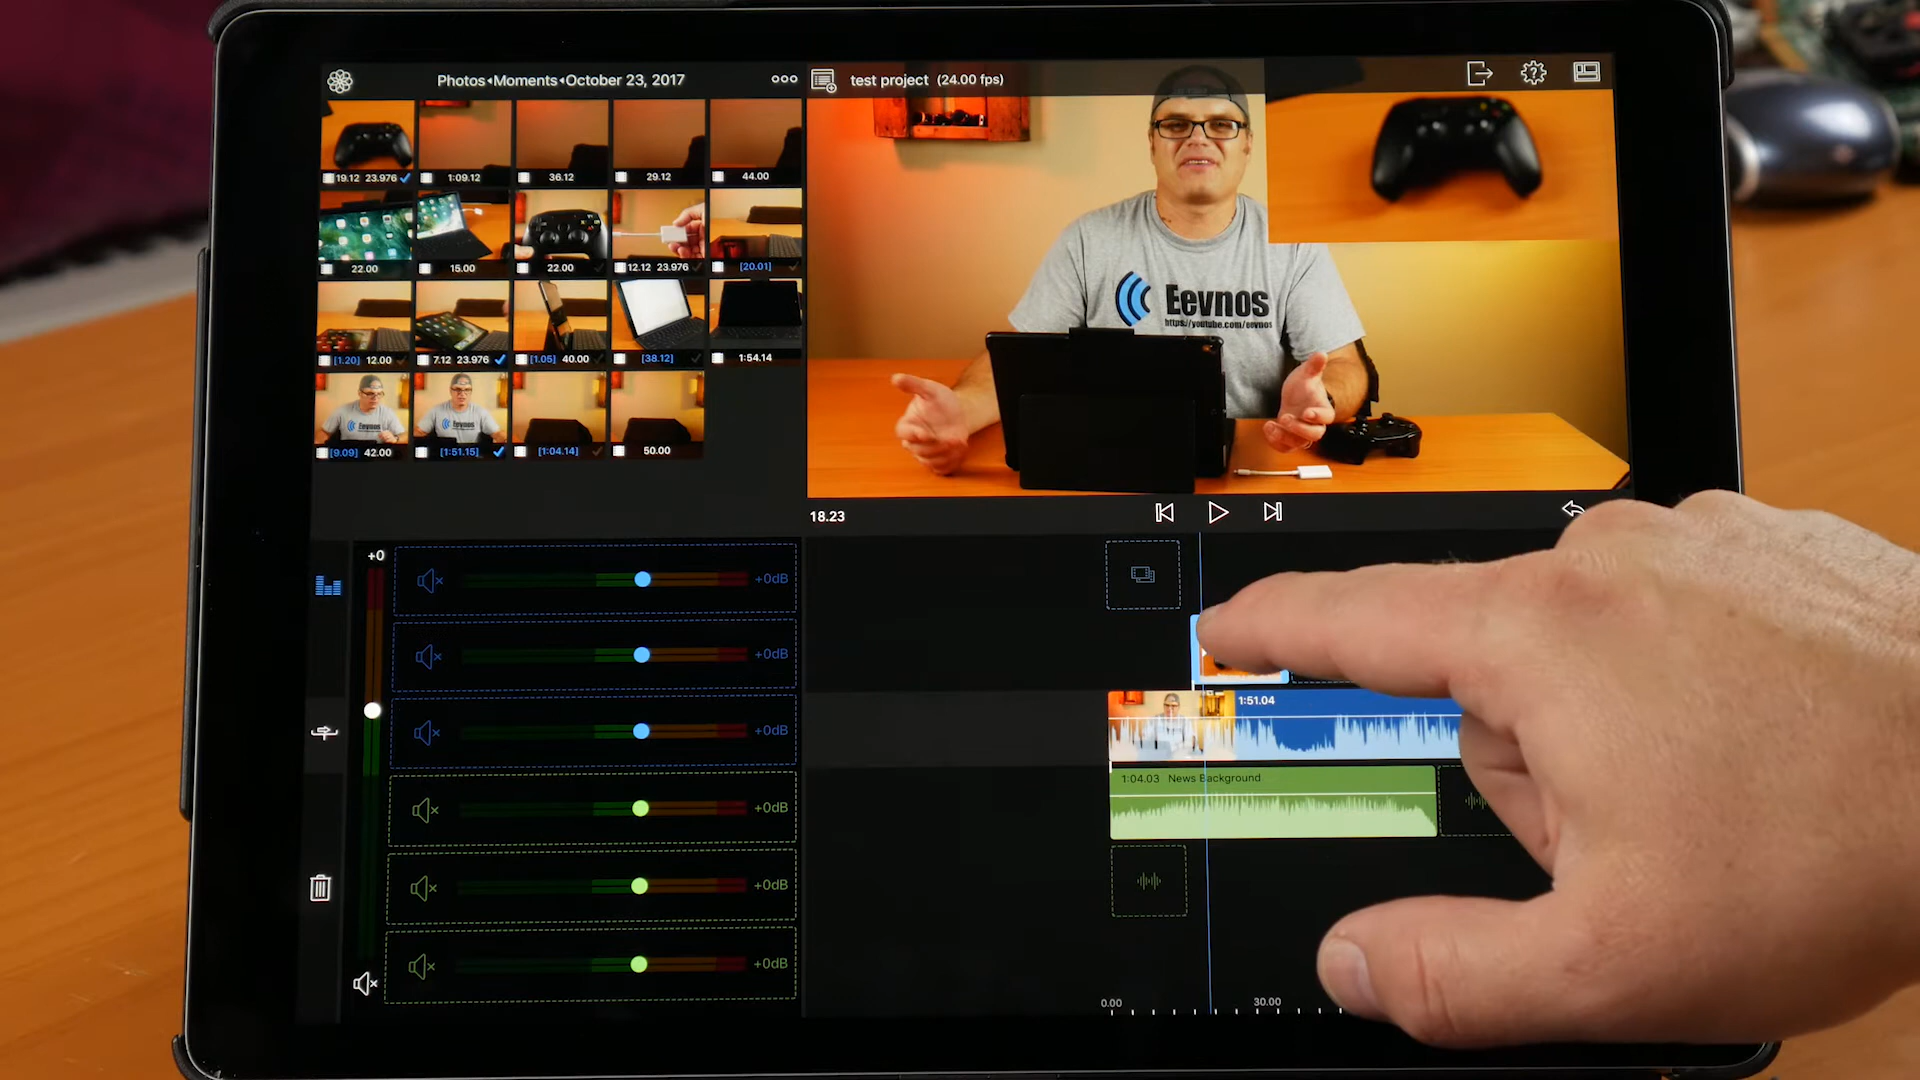 Photos◂Moments◂October 23, 2017
test project (24.00 fps)
19.12 23.976
1:09.12
36.12
29.12
44.00
22.00
15.00
22.00
12.12 23.976
[20.01]
[1.20] 12.00
7.12 23.976
[1.05] 40.00
[38.12]
1:54.14
Eevnos
Eevnos
[9.09] 42.00
[1:51.15]
[1:04.14]
50.00
Eevnos
https://youtube.com/eevnos
18.23
+0
+0dB
+0dB
+0dB
+0dB
+0dB
+0dB
1:51.04
1:04.03 News Background
0.00
30.00